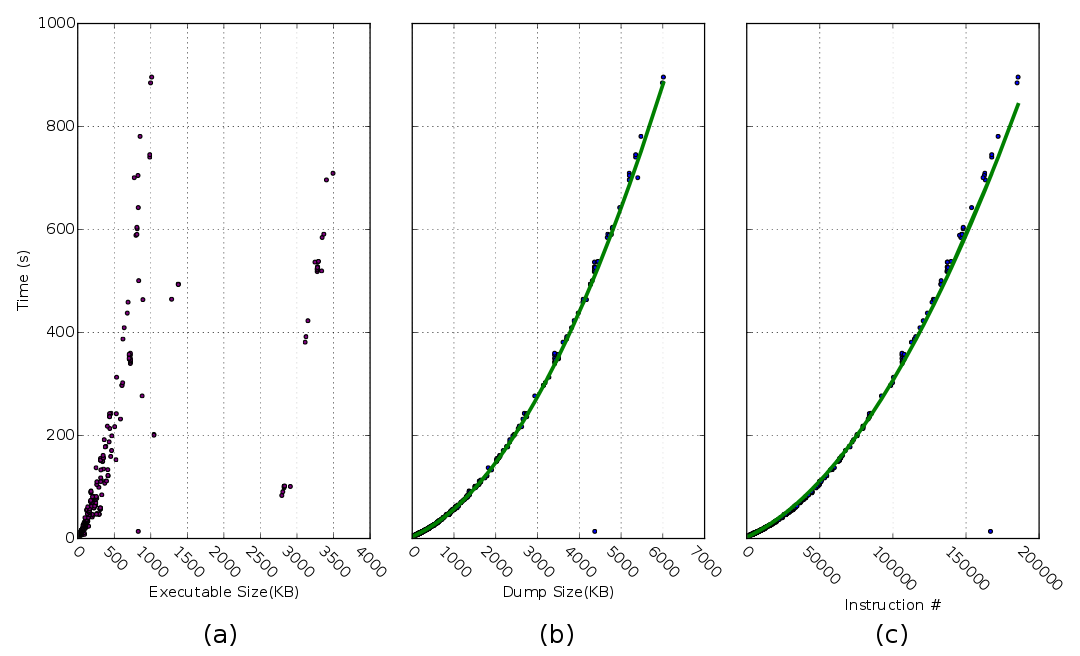 1000
800
600
400
200
0
Time (s)
0 500 1000 1500 2000 2500 3000 3500 4000
Executable Size(KB)
(a)
0 1000 2000 3000 4000 5000 6000 7000
Dump Size(KB)
(b)
0 50000 100000 150000 200000
Instruction #
(c)